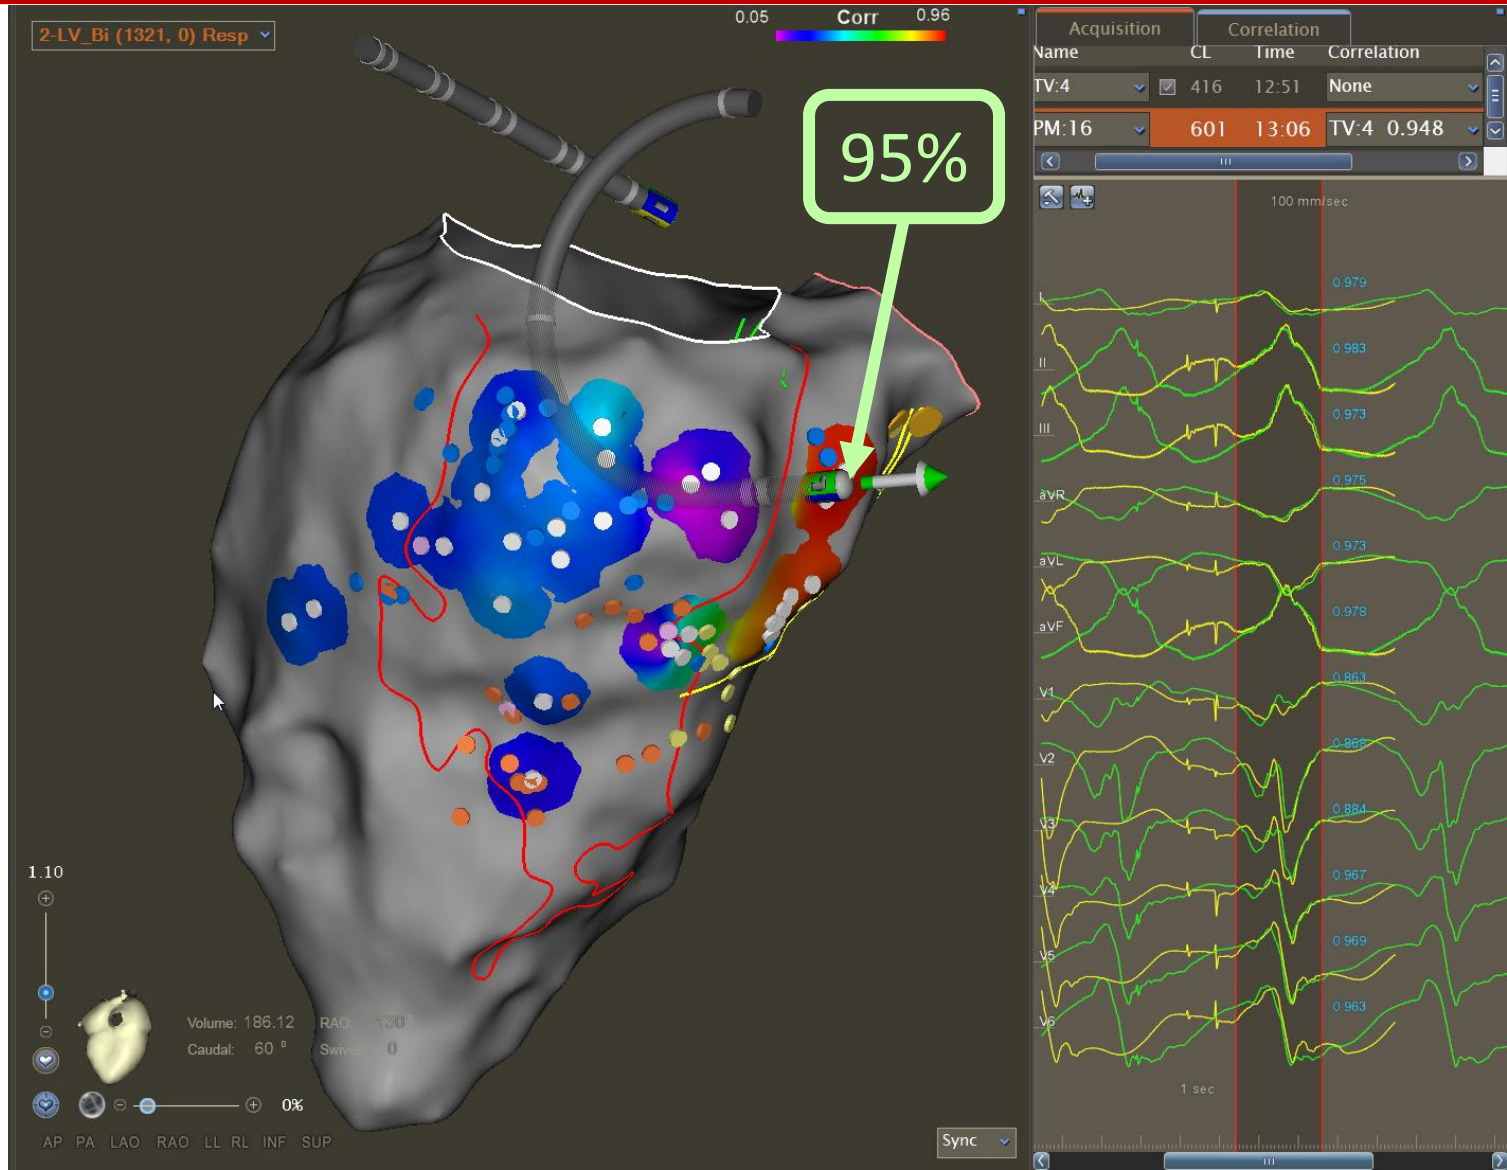 2-LV_Bi (1321, 0) Resp
0.05 Corr 0.96
95%
1.10
Volume: 186.12 RAO: 130°
Caudal: 60 ° Swivel: 0
0%
AP PA LAO RAO LL RL INF SUP
Sync
Acquisition Correlation
Name CL Time Correlation
TV:4 416 12:51 None
PM:16 601 13:06 TV:4 0.948
100 mm/sec
I 0.979
II 0.983
III 0.973
aVR 0.975
aVL 0.973
aVF 0.978
V1 0.863
V2 0.868
V3 0.884
V4 0.967
V5 0.969
V6 0.963
1 sec